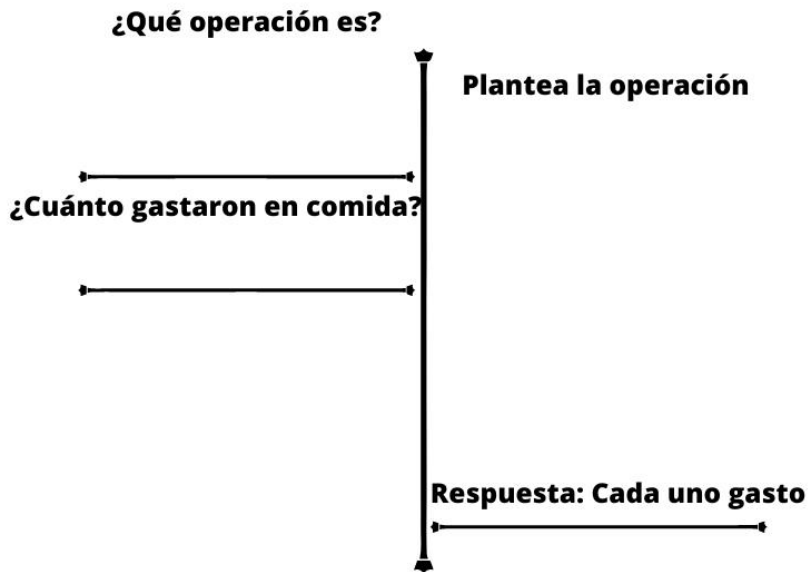 ¿Qué operación es?
¿Cuánto gastaron en comida?
Plantea la operación
Respuesta: Cada uno gasto